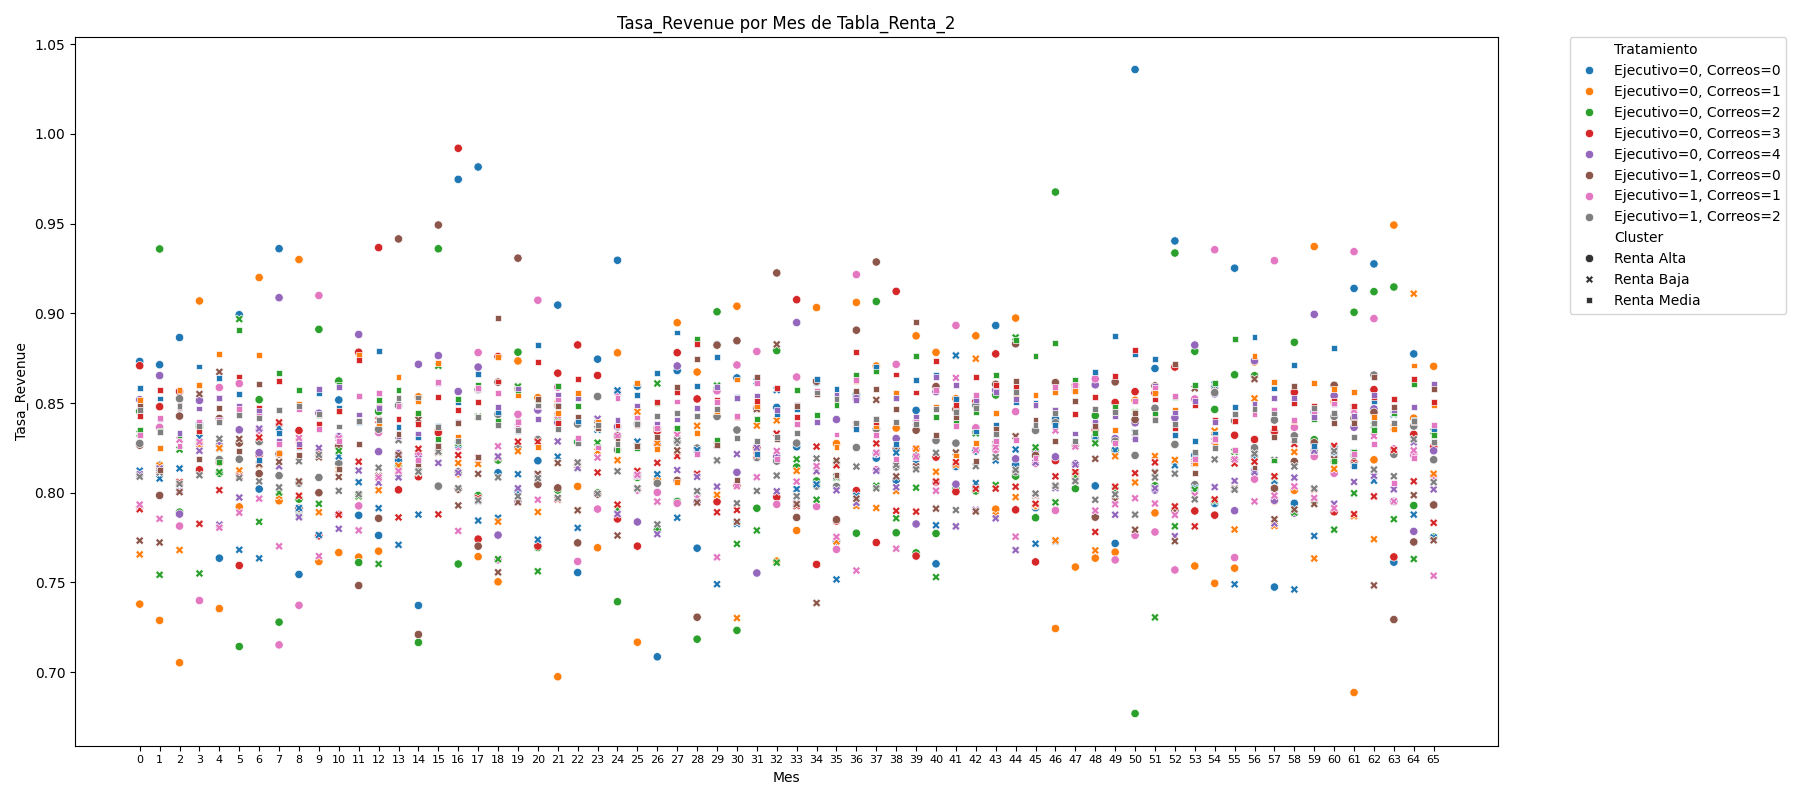 Tasa_Revenue por Mes de Tabla_Renta_2
Tasa_Revenue
1.05
1.00
0.95
0.90
0.85
0.80
0.75
0.70
0 1 2 3 4 5 6 7 8 9 10 11 12 13 14 15 16 17 18 19 20 21 22 23 24 25 26 27 28 29 30 31 32 33 34 35 36 37 38 39 40 41 42 43 44 45 46 47 48 49 50 51 52 53 54 55 56 57 58 59 60 61 62 63 64 65
Mes
Tratamiento
Ejecutivo=0, Correos=0
Ejecutivo=0, Correos=1
Ejecutivo=0, Correos=2
Ejecutivo=0, Correos=3
Ejecutivo=0, Correos=4
Ejecutivo=1, Correos=0
Ejecutivo=1, Correos=1
Ejecutivo=1, Correos=2
Cluster
Renta Alta
Renta Baja
Renta Media